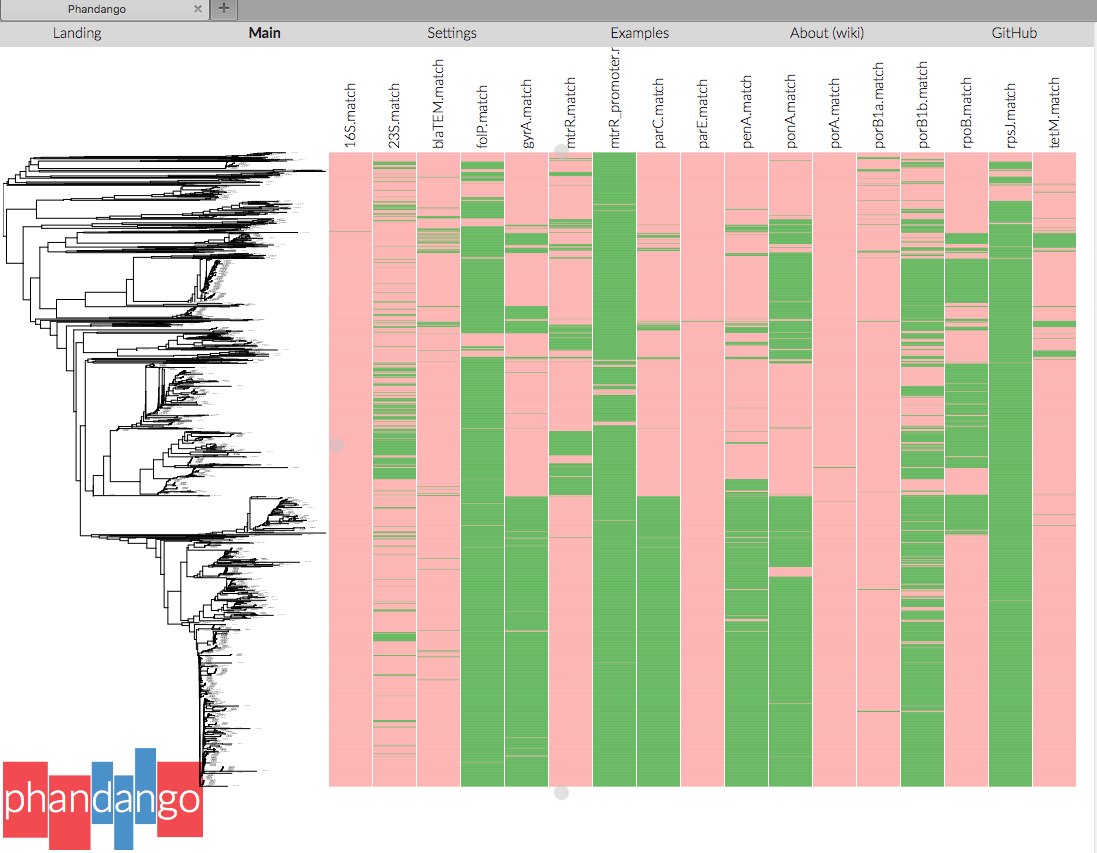 Phandango
Landing Main Settings Examples About (wiki) GitHub
16S.match
23S.match
blaTEM.match
folP.match
gyrA.match
mtrR.match
mtrR_promoter.r
parC.match
parE.match
penA.match
ponA.match
porA.match
porB1a.match
porB1b.match
rpoB.match
rpsJ.match
tetM.match
phandango